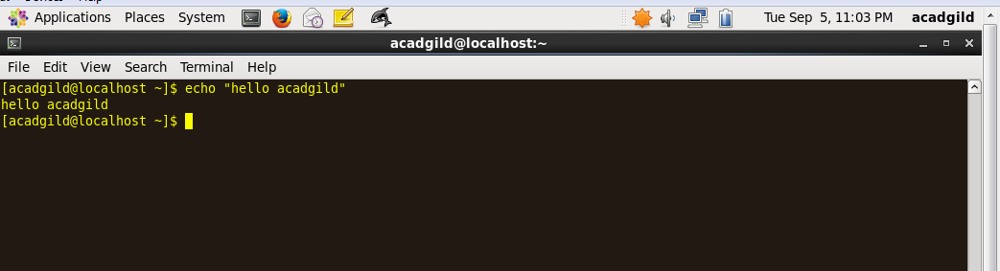 Applications Places System Tue Sep 5, 11:03 PM acadgild
acadgild@localhost:~
File Edit View Search Terminal Help
[acadgild@localhost ~]$ echo "hello acadgild"
hello acadgild
[acadgild@localhost ~]$